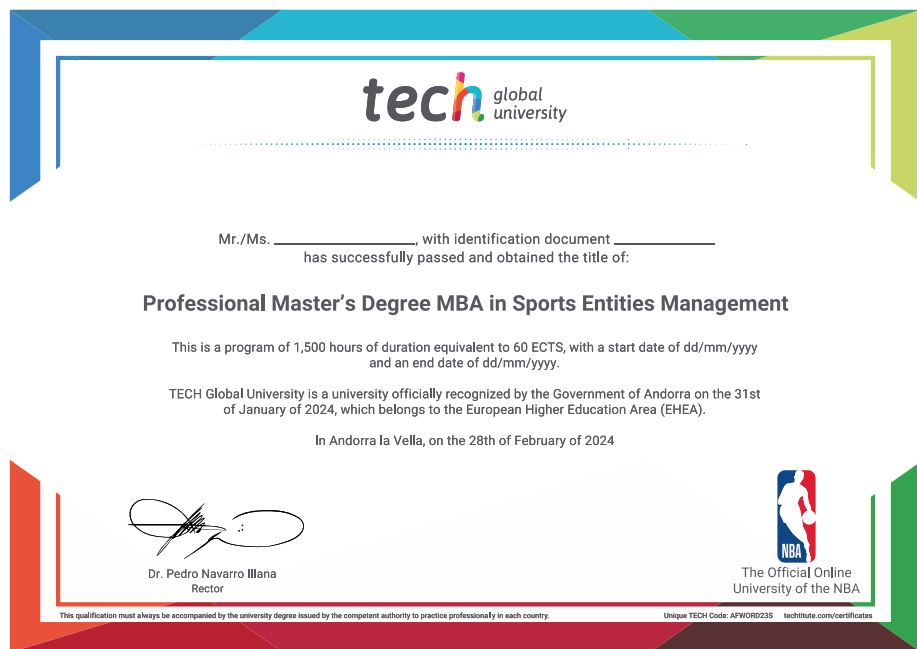 tech global university
Mr./Ms. _________________, with identification document ____________
has successfully passed and obtained the title of:
Professional Master's Degree MBA in Sports Entities Management
This is a program of 1,500 hours of duration equivalent to 60 ECTS, with a start date of dd/mm/yyyy
and an end date of dd/mm/yyyy.
TECH Global University is a university officially recognized by the Government of Andorra on the 31st
of January of 2024, which belongs to the European Higher Education Area (EHEA).
In Andorra la Vella, on the 28th of February of 2024
NBA
Dr. Pedro Navarro Illana
Rector
The Official Online
University of the NBA
This qualification must always be accompanied by the university degree issued by the competent authority to practice professionally in each country.
Unique TECH Code: AFWORD23S techtitute.com/certificates